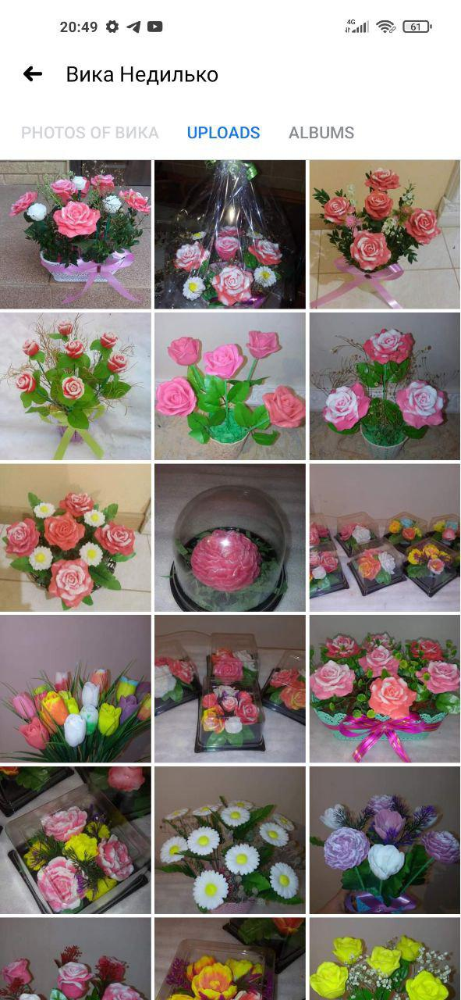 20:49
4G
61
Вика Недилько
PHOTOS OF ВИКА
UPLOADS
ALBUMS